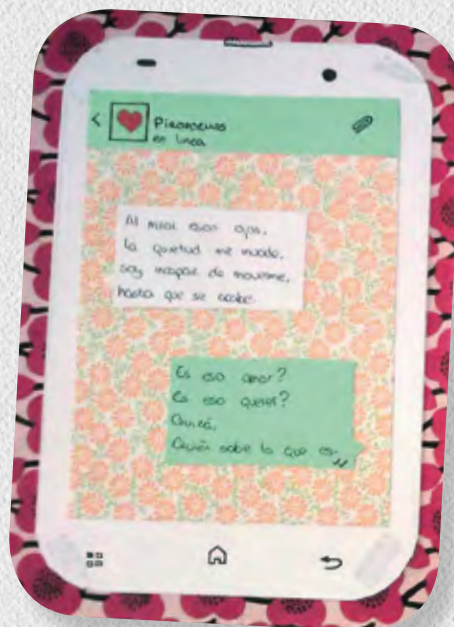 Piropoemas
en línea
Al mirar esos ojos,
la quietud me invade,
soy incapaz de moverme,
hasta que se acabe.
Es eso amor?
Es eso querer?
Quizá,
Quién sabe lo que es.